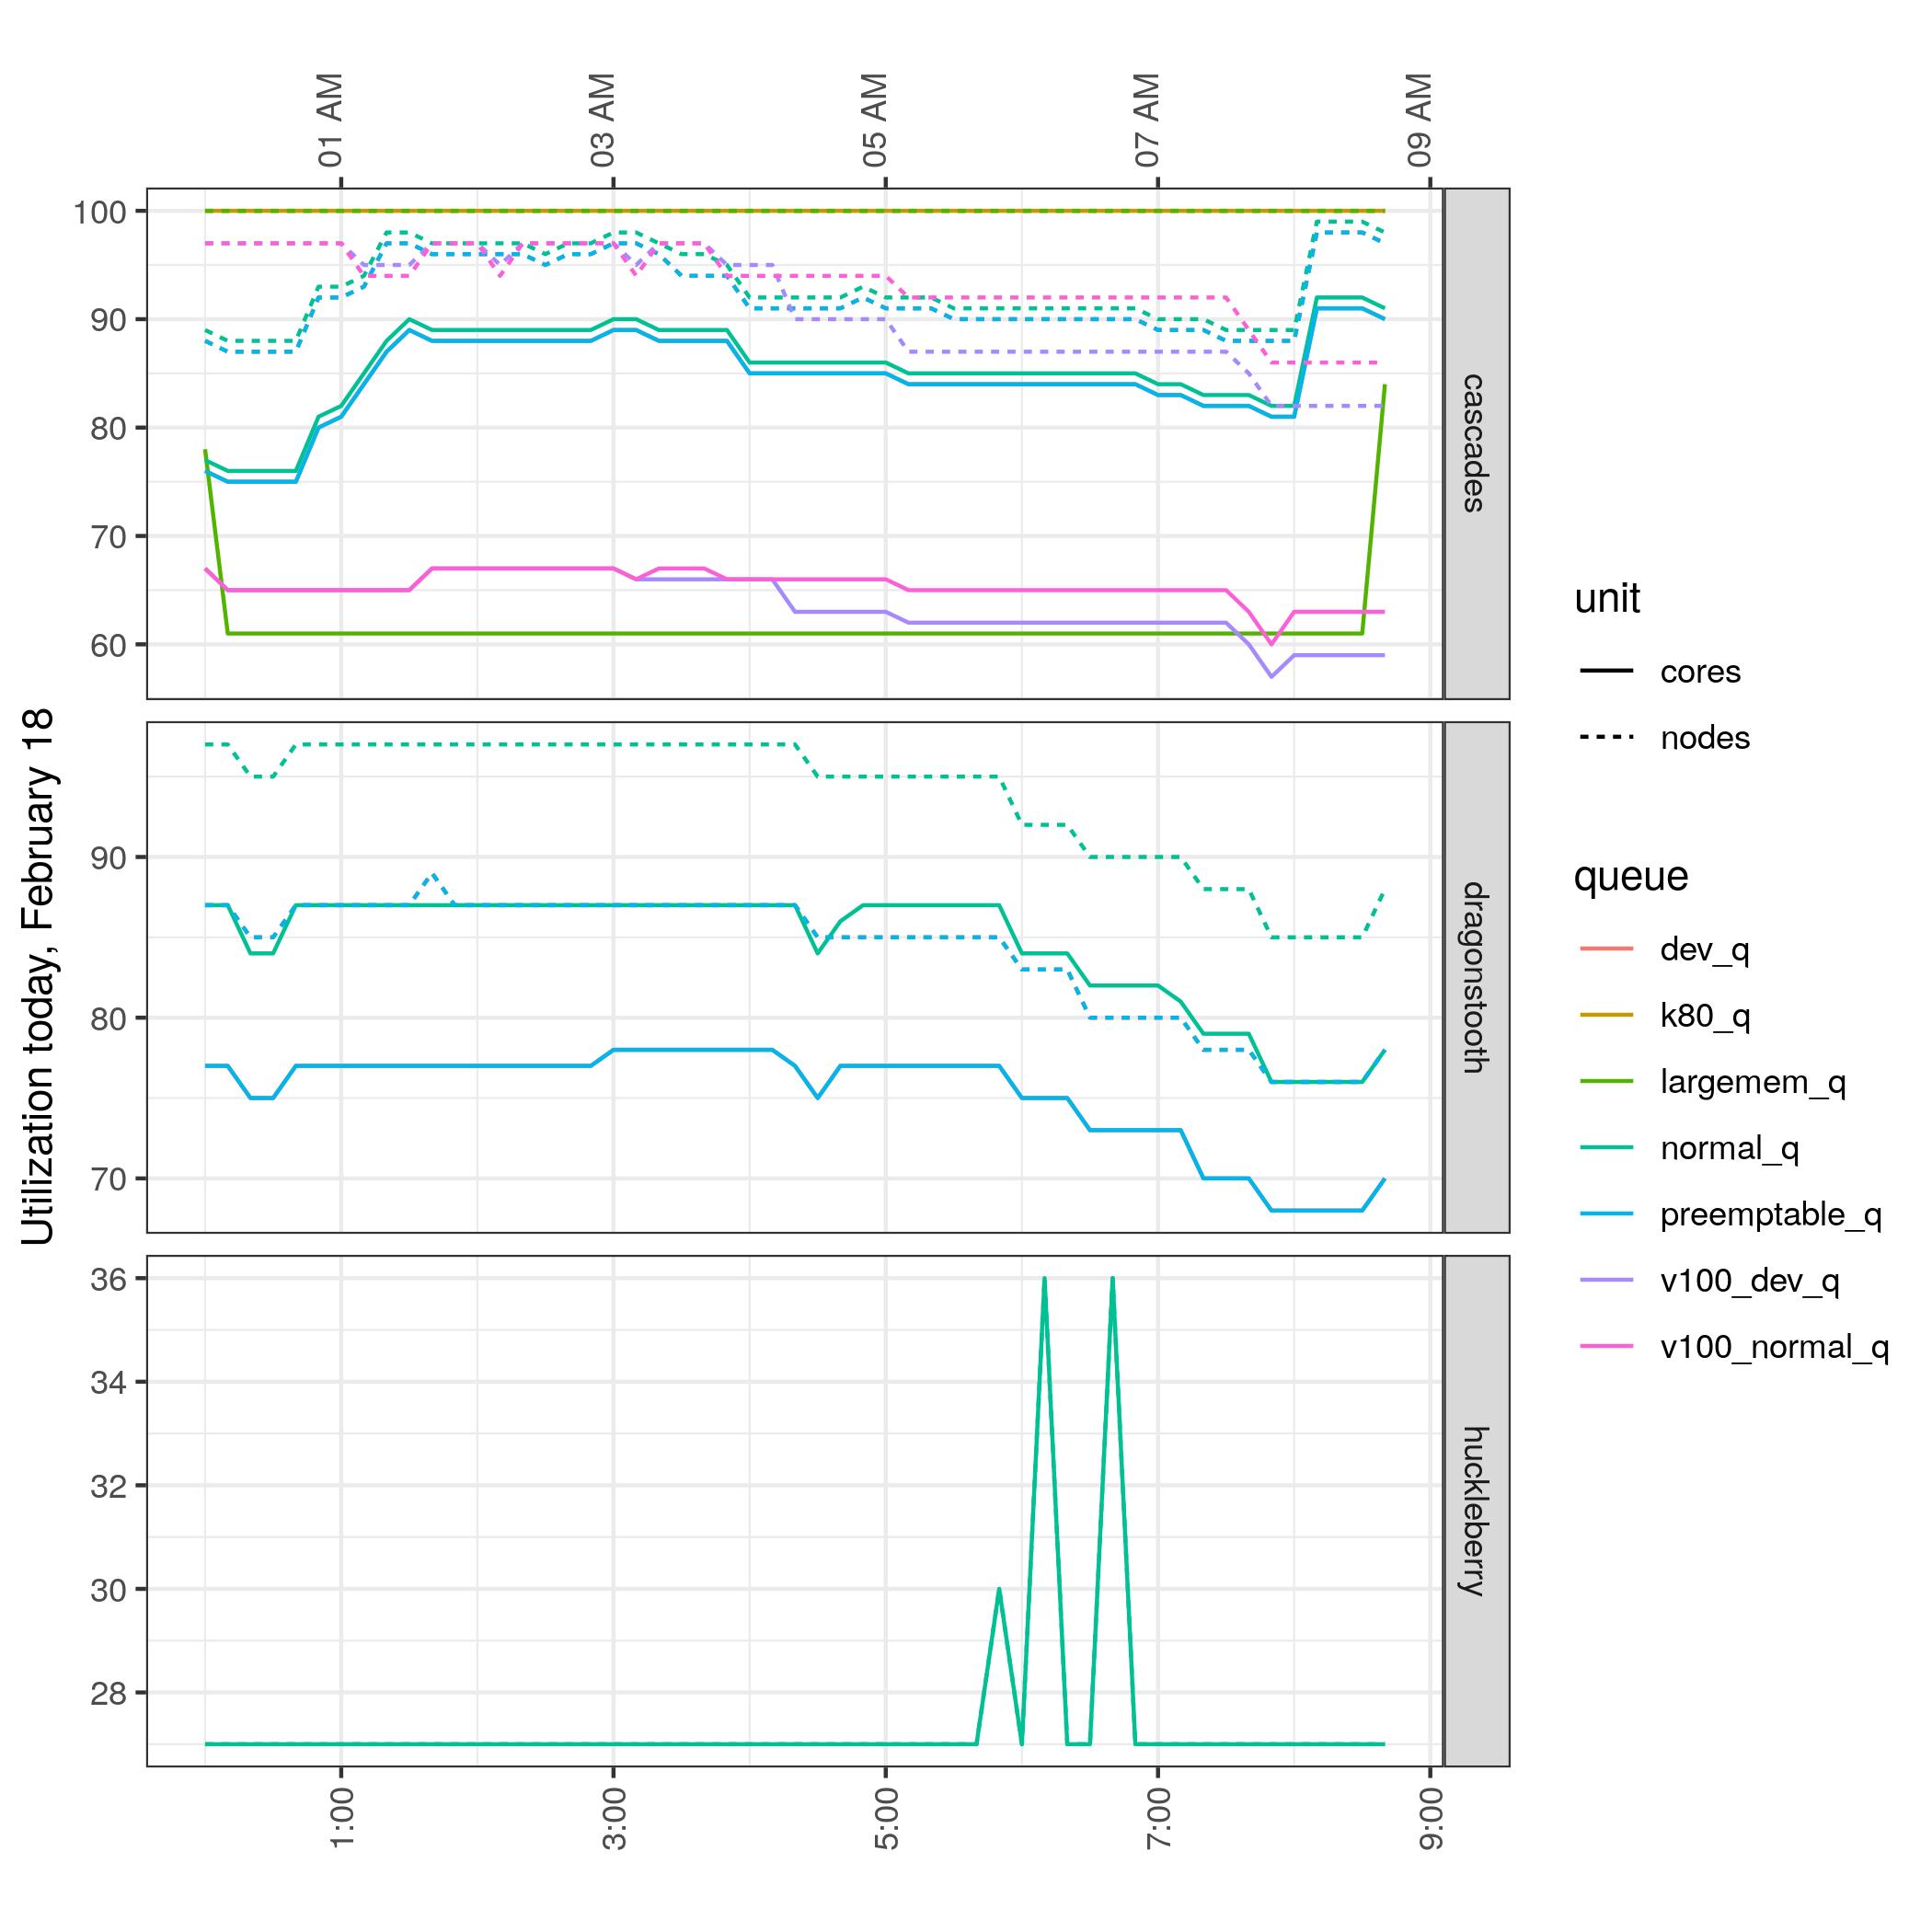 01 AM
03 AM
05 AM
07 AM
09 AM
Utilization today, February 18
100
90
80
70
60
cascades
90
80
70
dragonstooth
36
34
32
30
28
huckleberry
1:00
3:00
5:00
7:00
9:00
unit
cores
nodes
queue
dev_q
k80_q
largemem_q
normal_q
preemptable_q
v100_dev_q
v100_normal_q